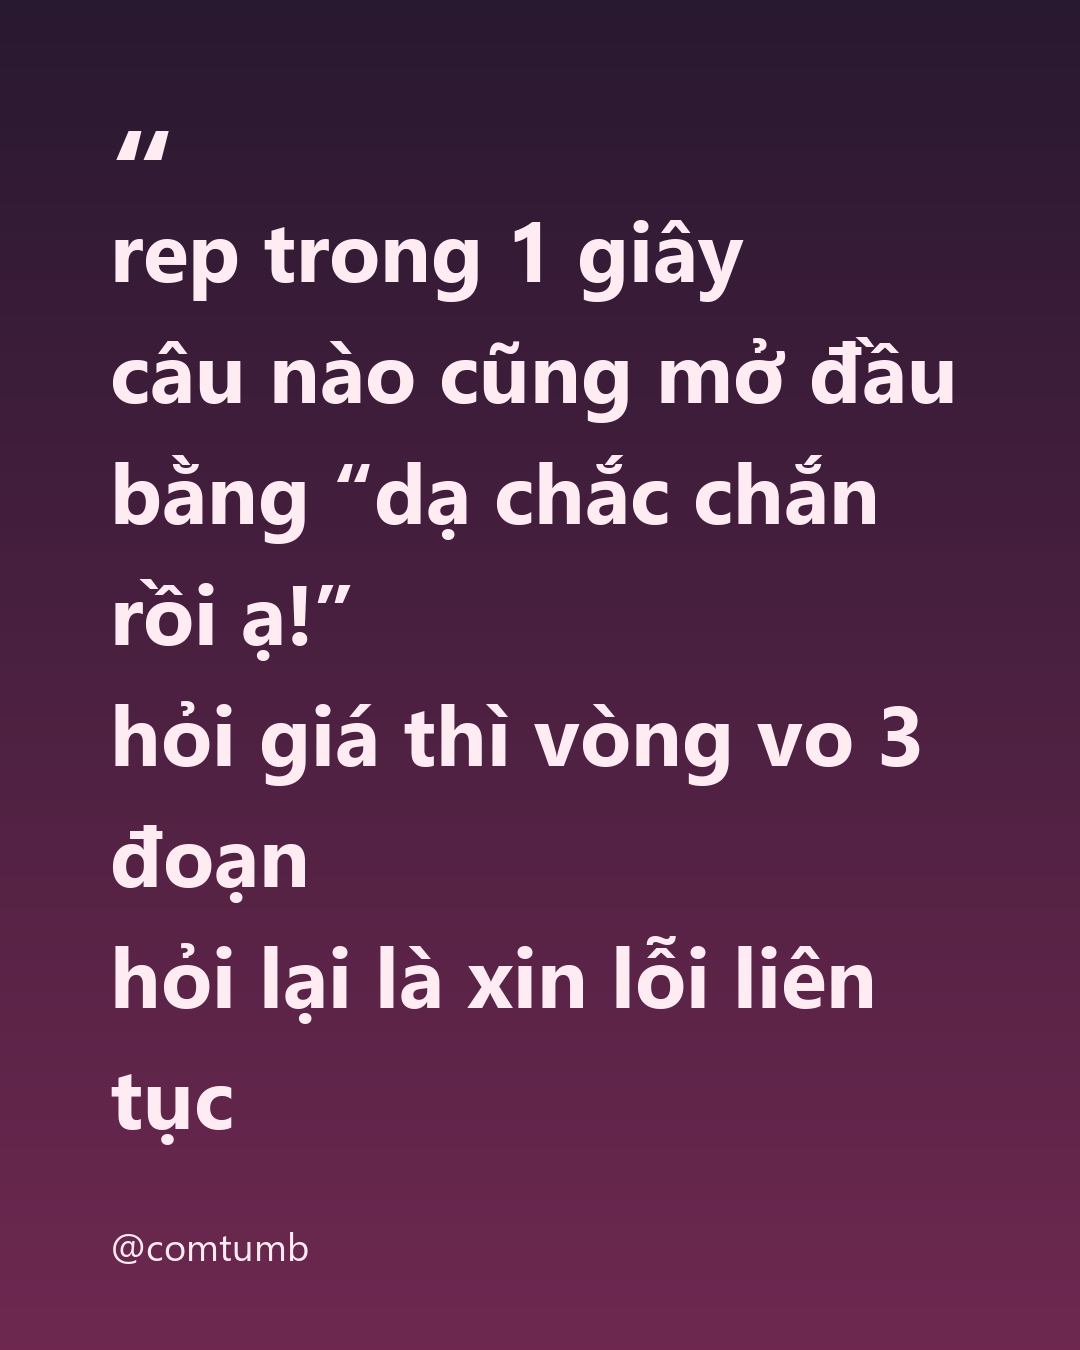 “
rep trong 1 giây
câu nào cũng mở đầu
bằng “dạ chắc chắn
rồi ạ!”
hỏi giá thì vòng vo 3
đoạn
hỏi lại là xin lỗi liên
tục
@comtumb